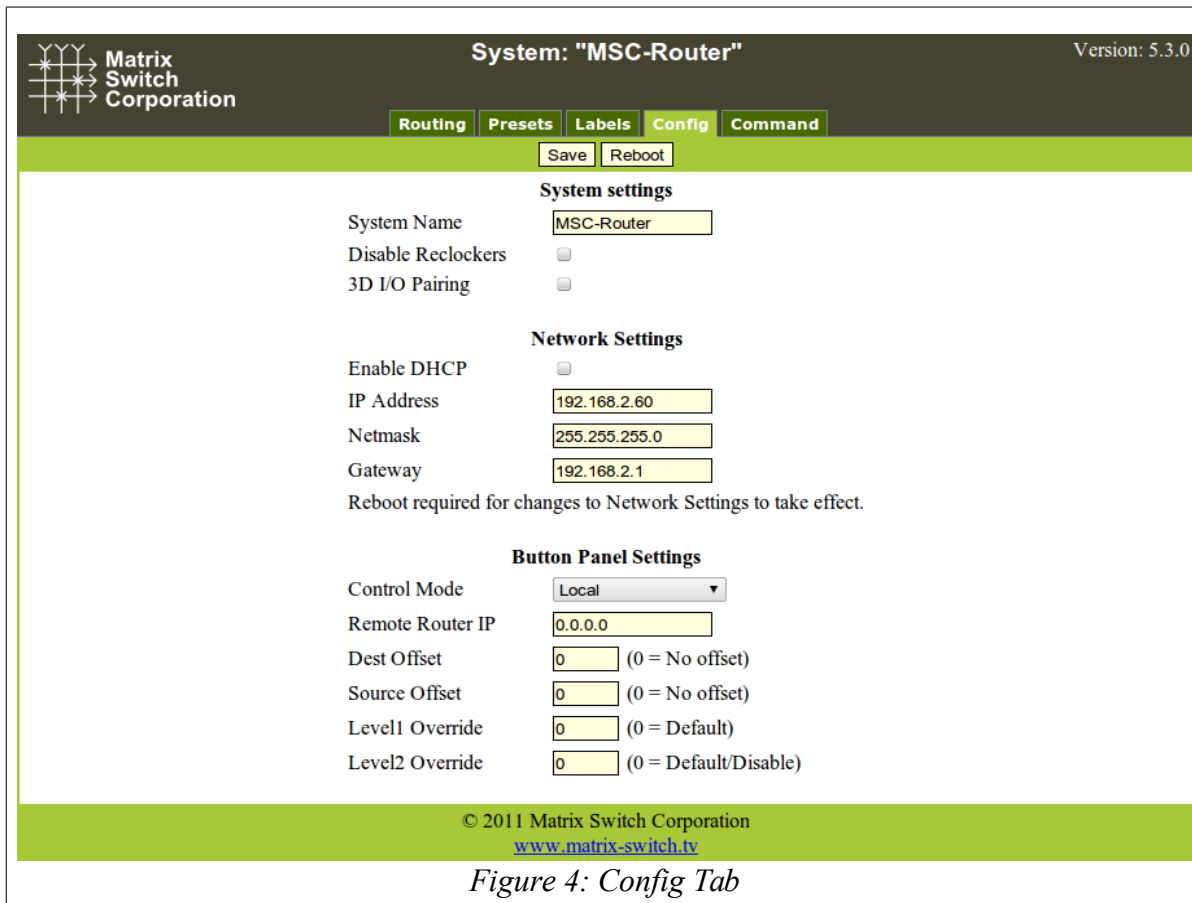 Matrix
Switch
Corporation
System: "MSC-Router"
Version: 5.3.0
Routing Presets Labels Config Command
Save Reboot
System settings
System Name MSC-Router
Disable Reclockers
3D I/O Pairing
Network Settings
Enable DHCP
IP Address 192.168.2.60
Netmask 255.255.255.0
Gateway 192.168.2.1
Reboot required for changes to Network Settings to take effect.
Button Panel Settings
Control Mode Local
Remote Router IP 0.0.0.0
Dest Offset 0 (0 = No offset)
Source Offset 0 (0 = No offset)
Level1 Override 0 (0 = Default)
Level2 Override 0 (0 = Default/Disable)
© 2011 Matrix Switch Corporation
www.matrix-switch.tv
Figure 4: Config Tab